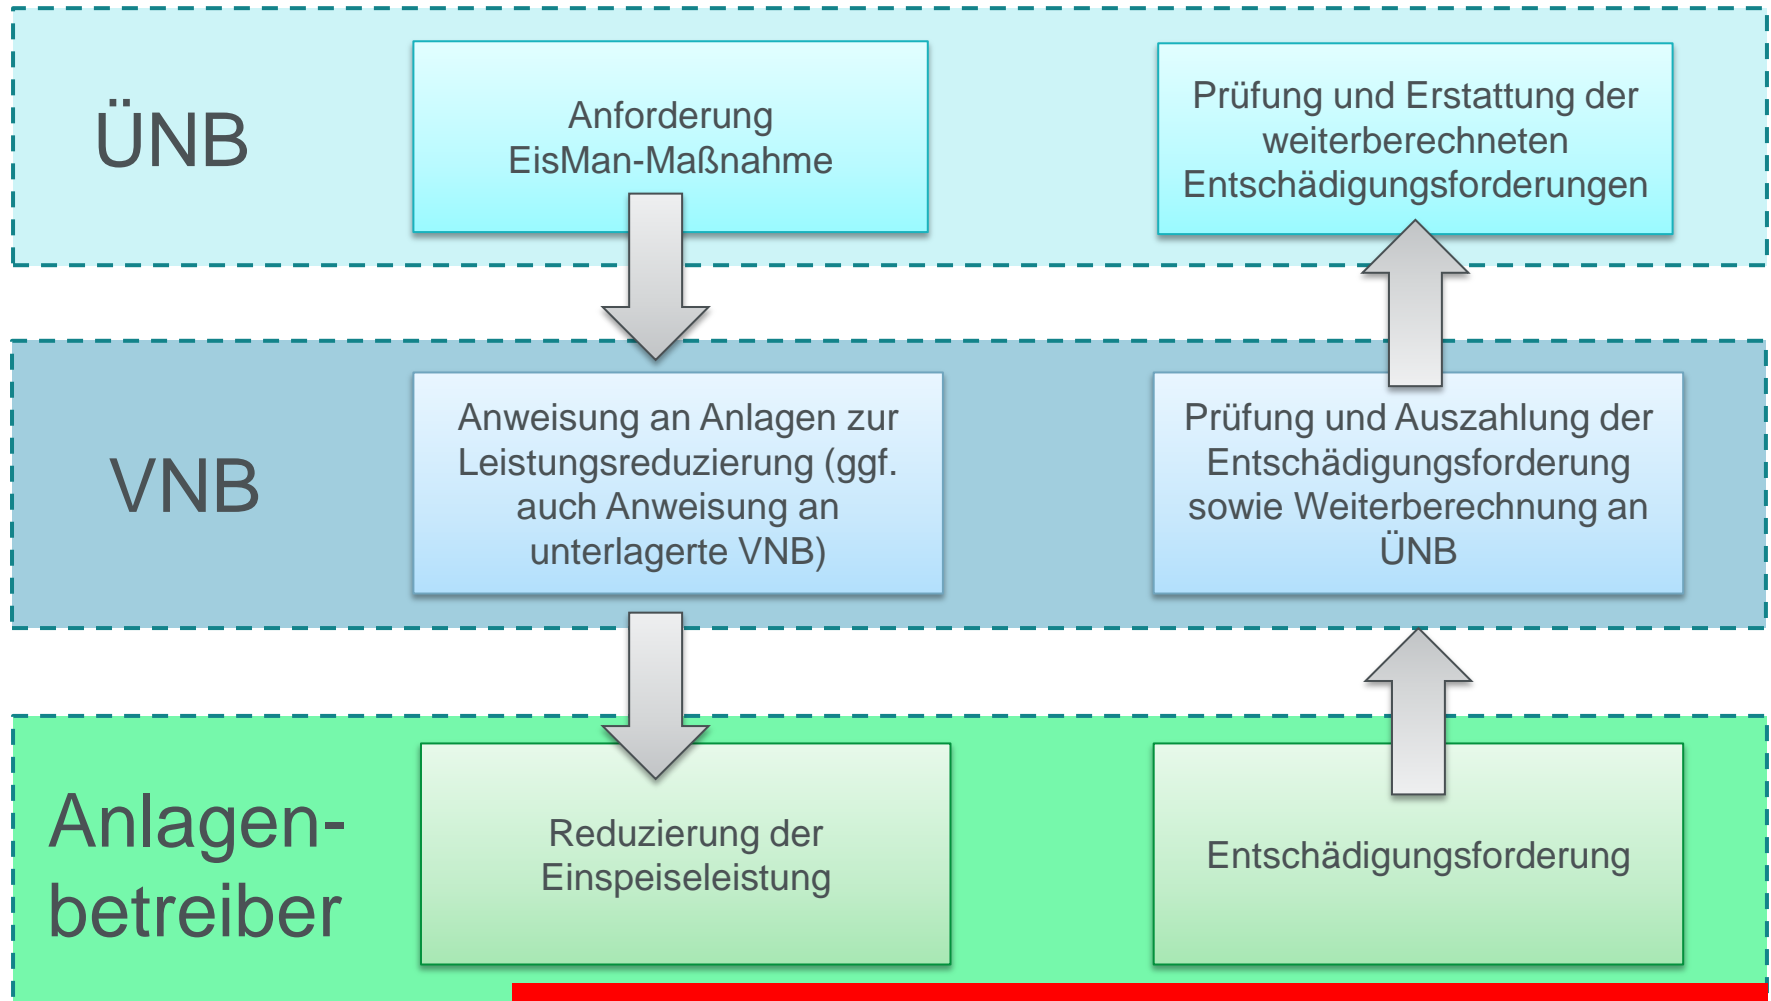 ÜNB
Anforderung
EisMan-Maßnahme
Prüfung und Erstattung der
weiterberechneten
Entschädigungsforderungen
VNB
Anweisung an Anlagen zur
Leistungsreduzierung (ggf.
auch Anweisung an
unterlagerte VNB)
Prüfung und Auszahlung der
Entschädigungsforderung
sowie Weiterberechnung an
ÜNB
Anlagen-
betreiber
Reduzierung der
Einspeiseleistung
Entschädigungsforderung